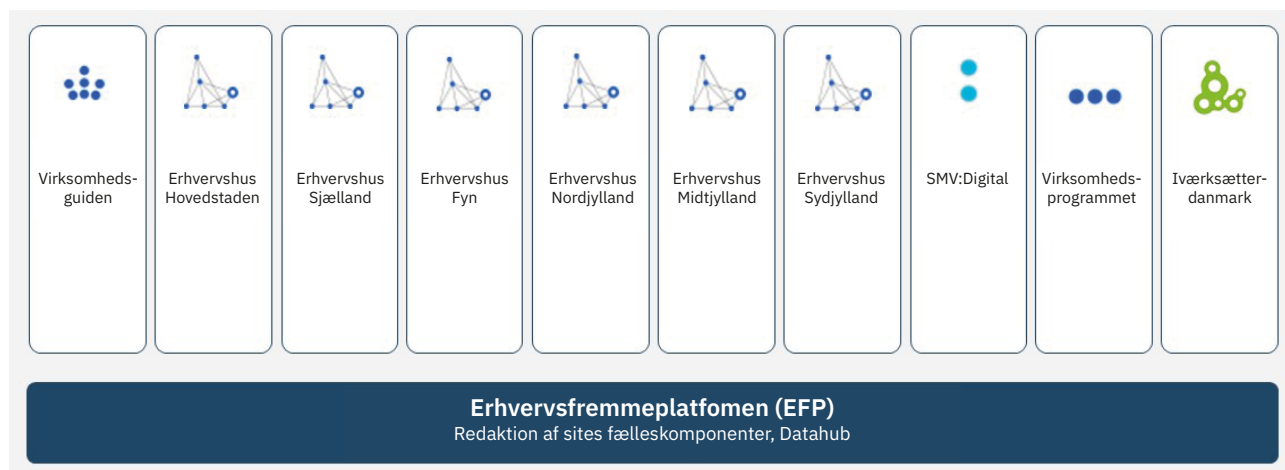 Virksomheds-
guiden
Erhvervshus
Hovedstaden
Erhvervshus
Sjælland
Erhvervshus
Fyn
Erhvervshus
Nordjylland
Erhvervshus
Midtjylland
Erhvervshus
Sydjylland
SMV:Digital
Virksomheds-
programmet
Iværksætter-
danmark
Erhvervsfremmeplatfomen (EFP)
Redaktion af sites fælleskomponenter, Datahub